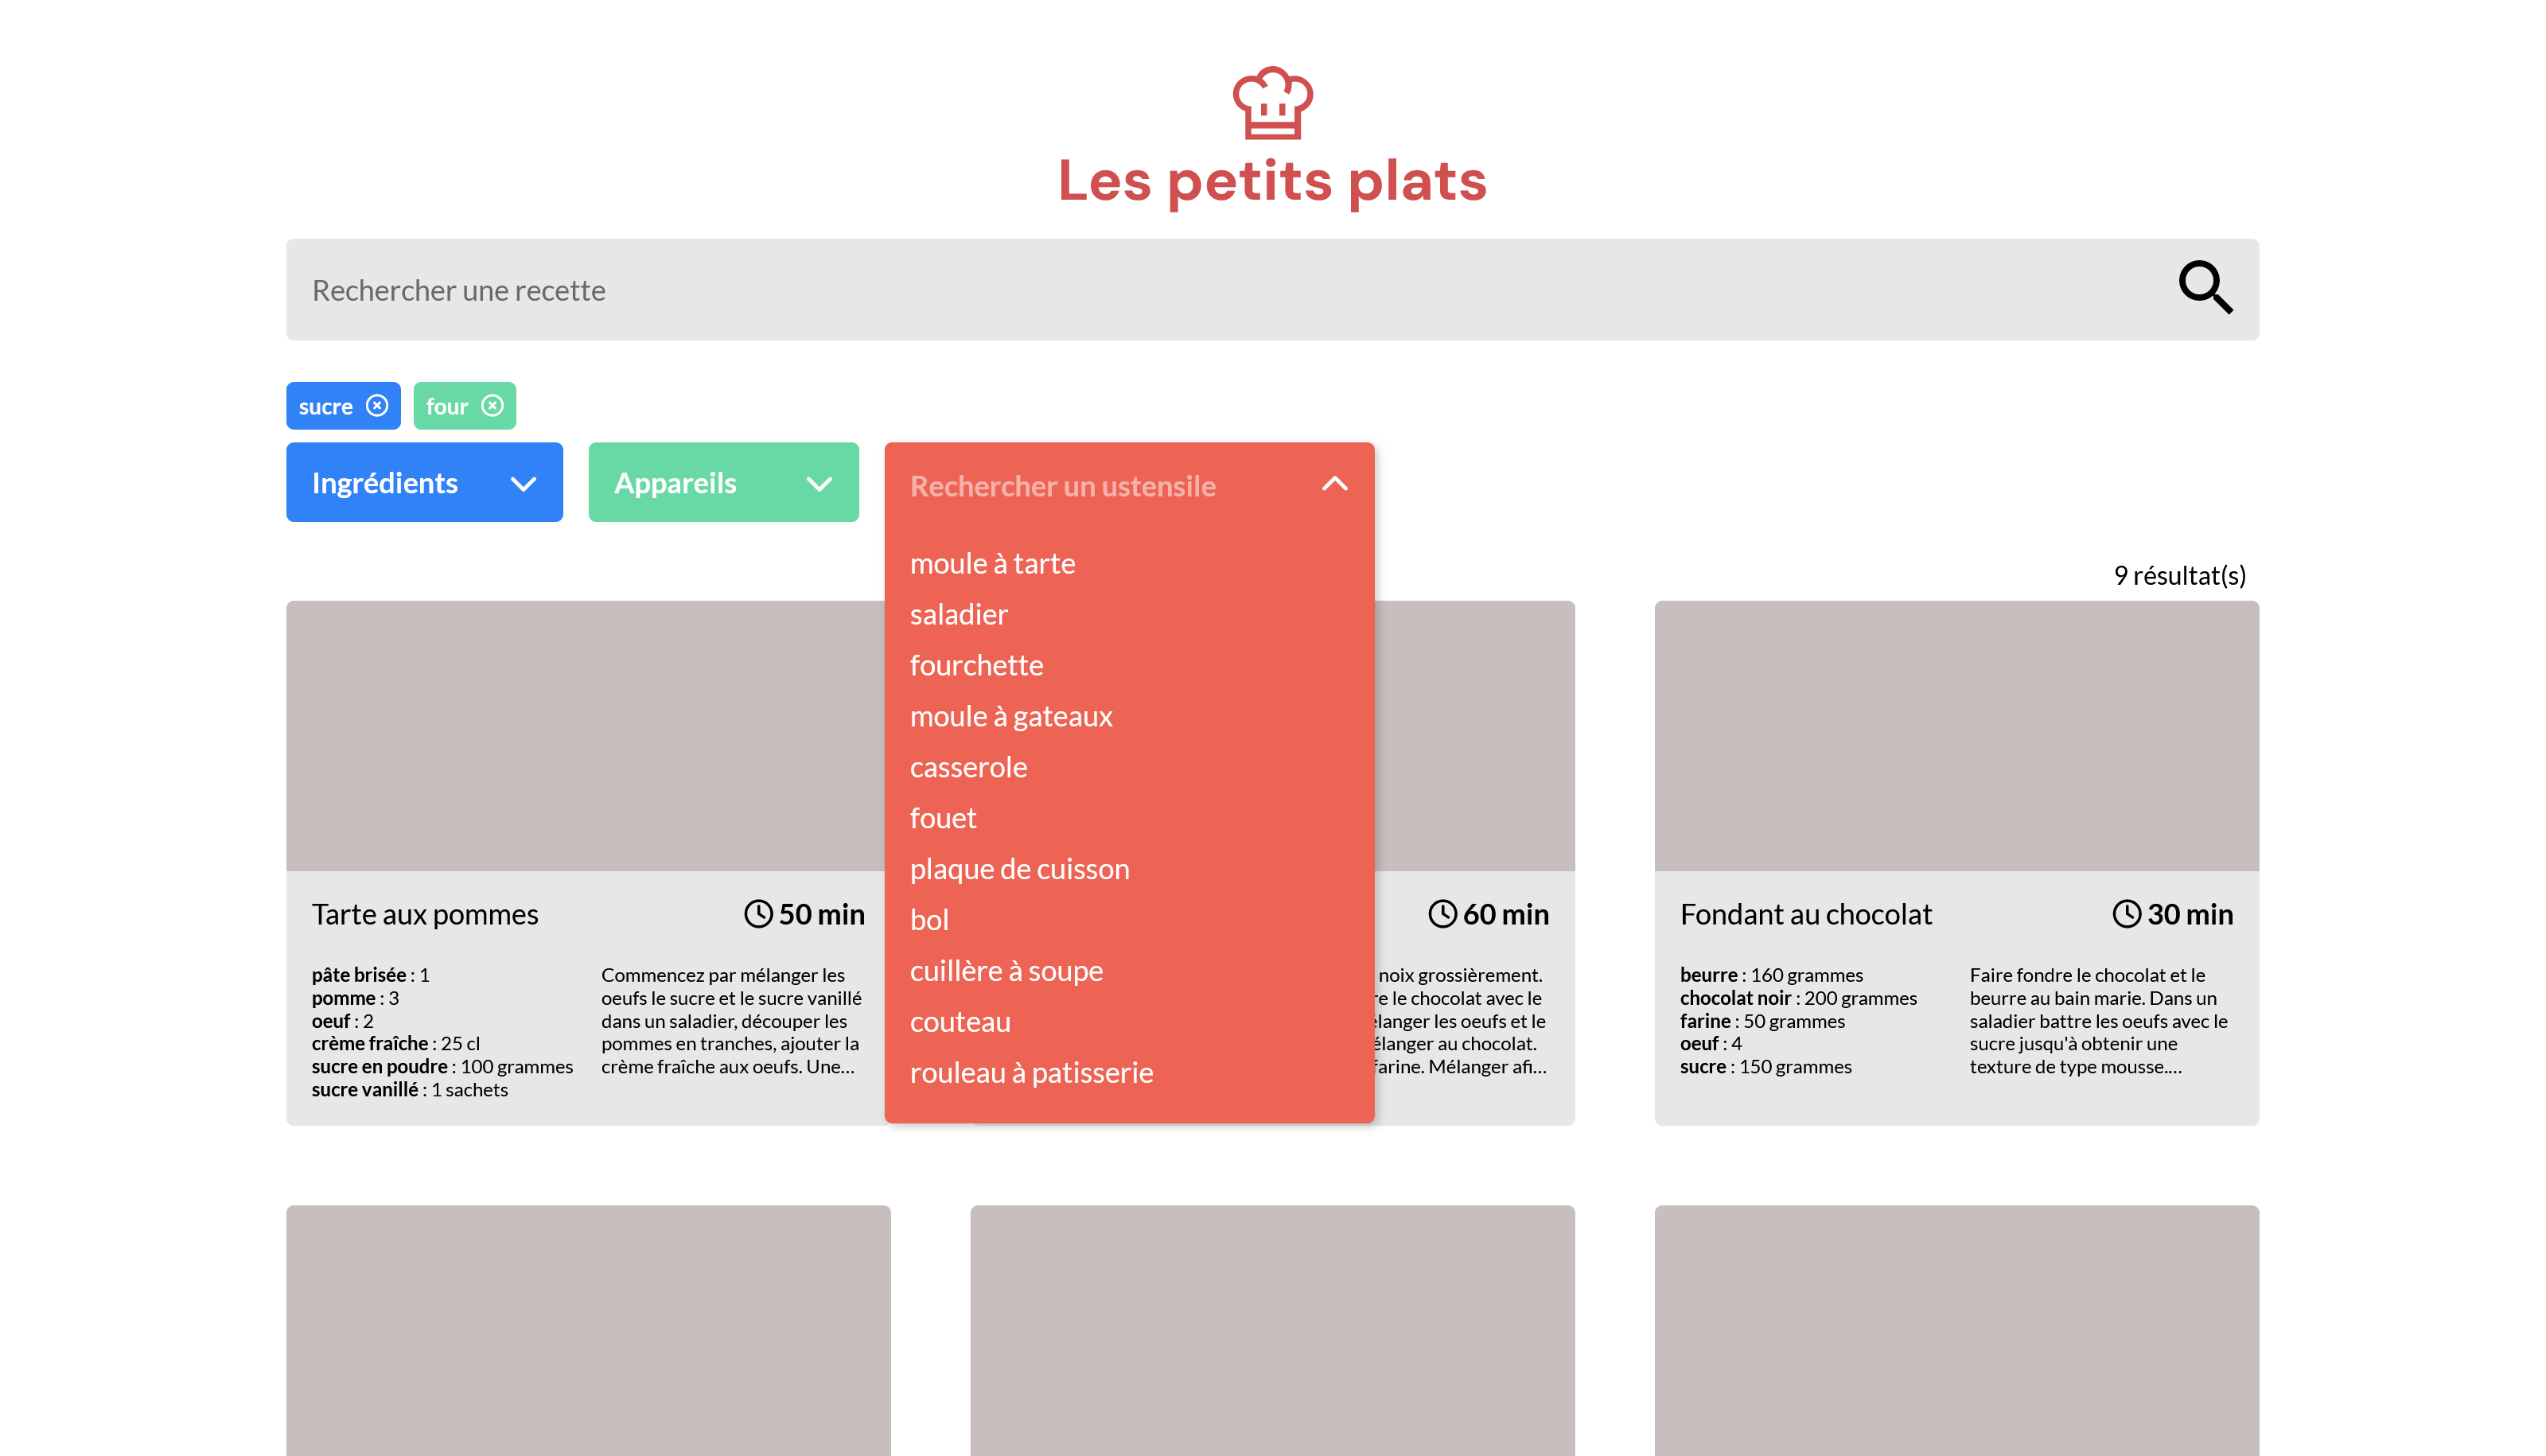 Les petits plats
Rechercher une recette
sucre
four
Ingrédients
Appareils
Rechercher un ustensile
moule à tarte
saladier
fourchette
moule à gateaux
casserole
fouet
plaque de cuisson
bol
cuillère à soupe
couteau
rouleau à patisserie
9 résultat(s)
Tarte aux pommes
50 min
pâte brisée : 1
pomme : 3
oeuf : 2
crème fraîche : 25 cl
sucre en poudre : 100 grammes
sucre vanillé : 1 sachets
Commencez par mélanger les
oeufs le sucre et le sucre vanillé
dans un saladier, découper les
pommes en tranches, ajouter la
crème fraîche aux oeufs. Une...
60 min
noix grossièrement.
le chocolat avec le
les oeufs et le
au chocolat.
farine. Mélanger afi...
Fondant au chocolat
30 min
beurre : 160 grammes
chocolat noir : 200 grammes
farine : 50 grammes
oeuf : 4
sucre : 150 grammes
Faire fondre le chocolat et le
beurre au bain marie. Dans un
saladier battre les oeufs avec le
sucre jusqu'à obtenir une
texture de type mousse....